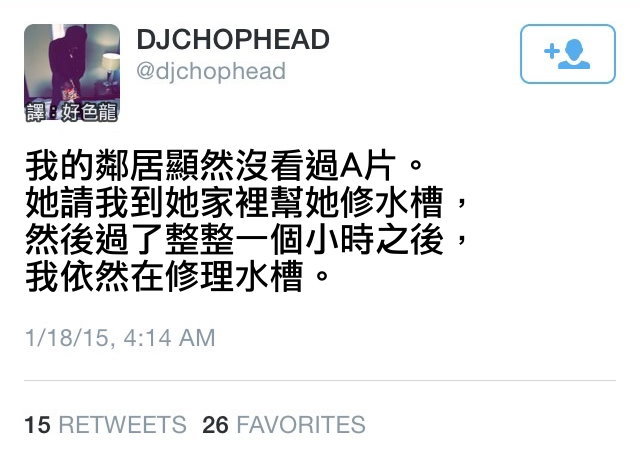 DJCHOPHEAD
@djchophead
譯：好色龍
我的鄰居顯然沒看過A片。
她請我到她家裡幫她修水槽，
然後過了整整一個小時之後，
我依然在修理水槽。
1/18/15, 4:14 AM
15 RETWEETS 26 FAVORITES